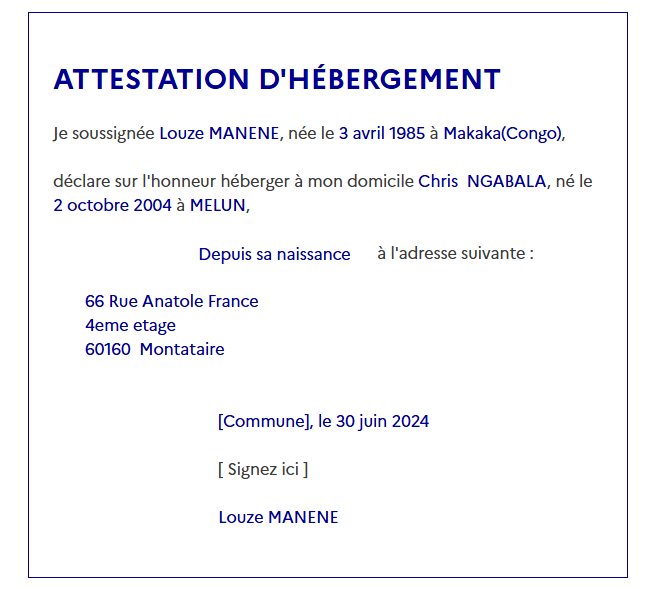 ATTESTATION D'HÉBERGEMENT
Je soussignée Louze MANENE, née le 3 avril 1985 à Makaka(Congo),
déclare sur l'honneur héberger à mon domicile Chris  NGABALA, né le
2 octobre 2004 à MELUN,
Depuis sa naissance à l'adresse suivante :
66 Rue Anatole France
4eme etage
60160  Montataire
[Commune], le 30 juin 2024
[ Signez ici ]
Louze MANENE